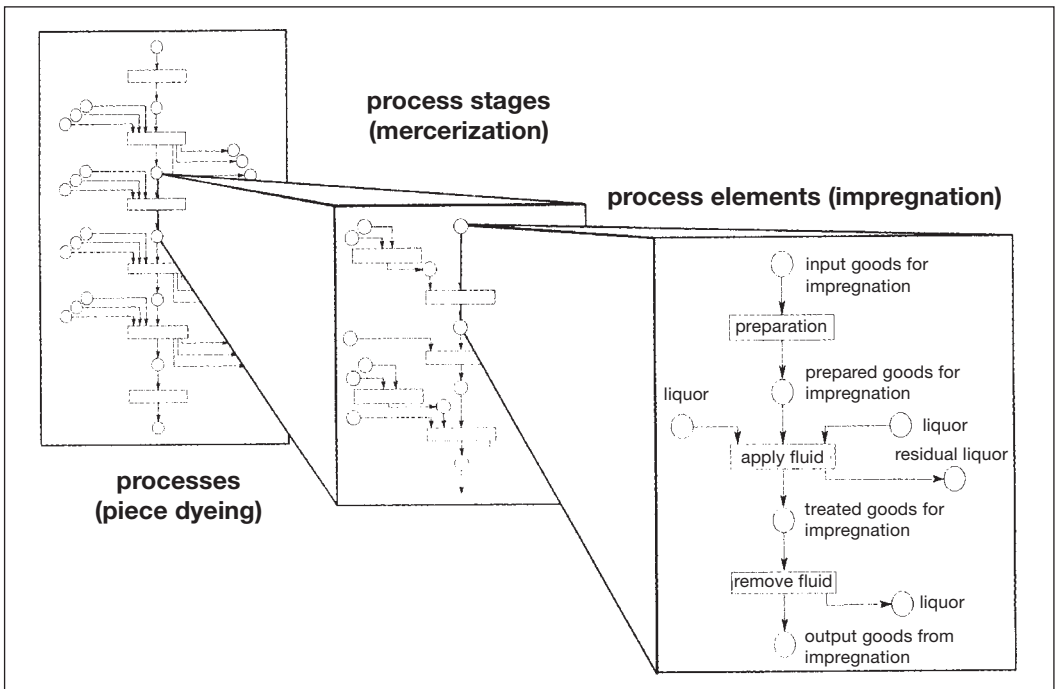 process stages
(mercerization)
process elements (impregnation)
processes
(piece dyeing)
input goods for
impregnation
preparation
prepared goods for
impregnation
liquor
liquor
apply fluid
residual liquor
treated goods for
impregnation
remove fluid
liquor
output goods from
impregnation